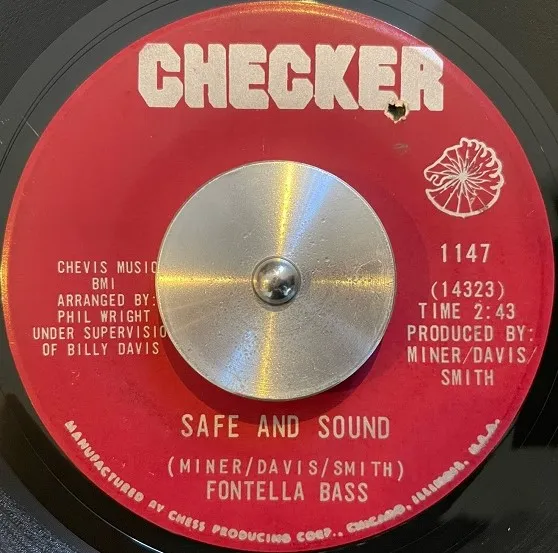 CHECKER
1147
(14323)
TIME 2:43
PRODUCED BY:
MINER/DAVIS/
SMITH
CHEVIS MUSIC
BMI
ARRANGED BY:
PHIL WRIGHT
UNDER SUPERVISIO
OF BILLY DAVIS
SAFE AND SOUND
(MINER/DAVIS/SMITH)
FONTELLA BASS
MANUFACTURED BY CHESS PRODUCING CORP., CHICAGO, ILLINOIS, U.S.A.